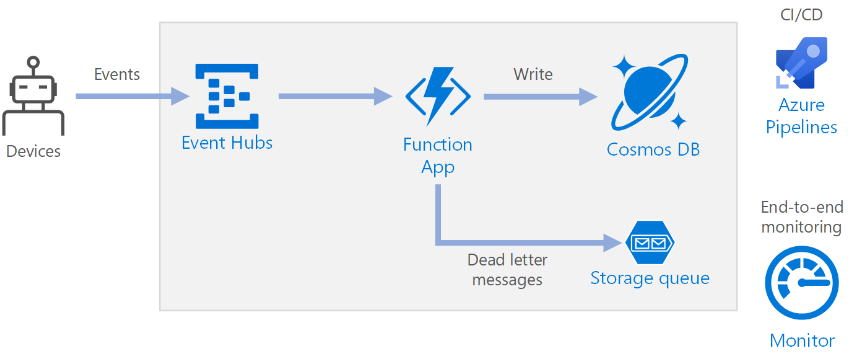 CI/CD
Events
Write
Azure
Pipelines
Devices
Event Hubs
Function
App
Cosmos DB
End-to-end
monitoring
Dead letter
messages
Storage queue
Monitor